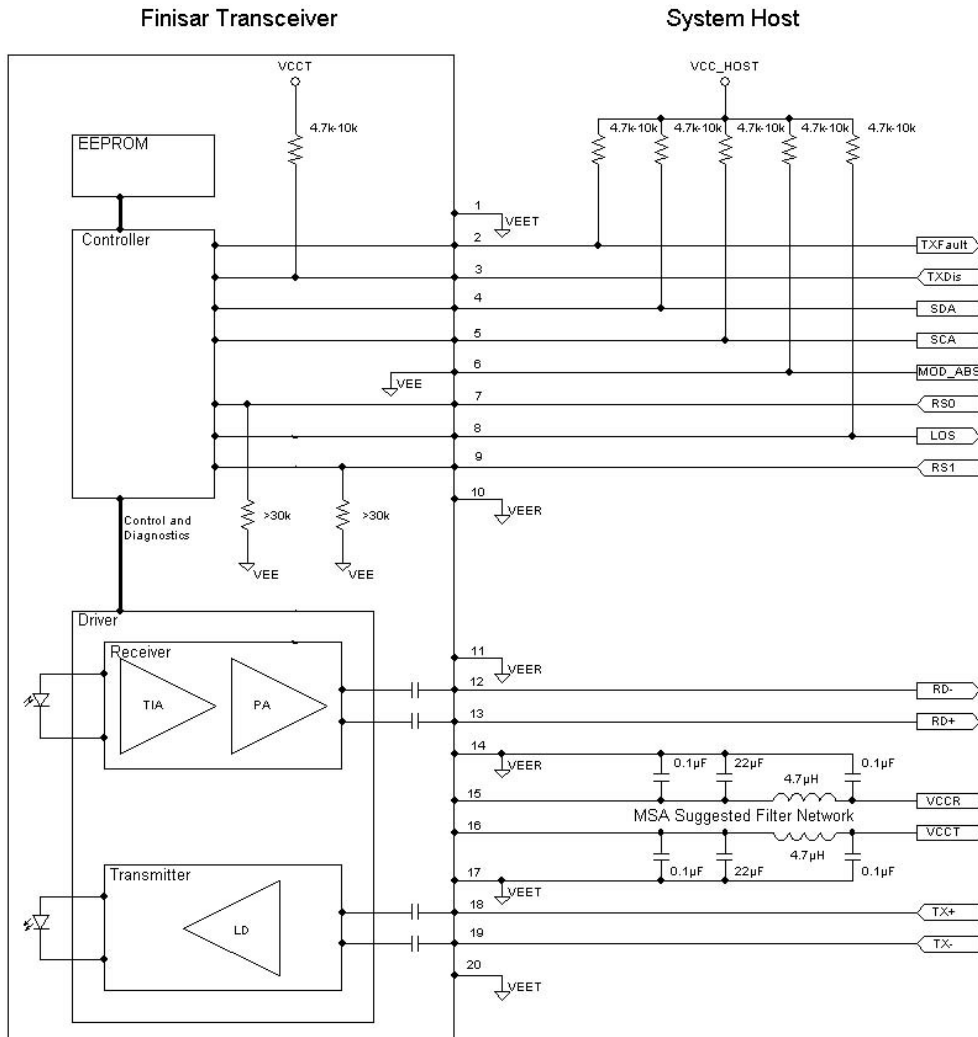 Finisar Transceiver
System Host
VCCT
VCC_HOST
4.7k-10k
4.7k-10k
4.7k-10k
4.7k-10k
4.7k-10k
4.7k-10k
EEPROM
Controller
1
VEET
2
TXFault
3
TXDis
4
SDA
5
SCA
6
VEE
MOD_ABS
7
RS0
8
LOS
9
RS1
10
VEER
>30k
>30k
Control and
Diagnostics
VEE
VEE
Driver
Receiver
TIA
PA
11
VEER
12
RD-
13
RD+
14
VEER
0.1µF
22µF
4.7µH
0.1µF
15
VCCR
MSA Suggested Filter Network
16
VCCT
4.7µH
0.1µF
22µF
0.1µF
17
VEET
Transmitter
LD
18
TX+
19
TX-
20
VEET